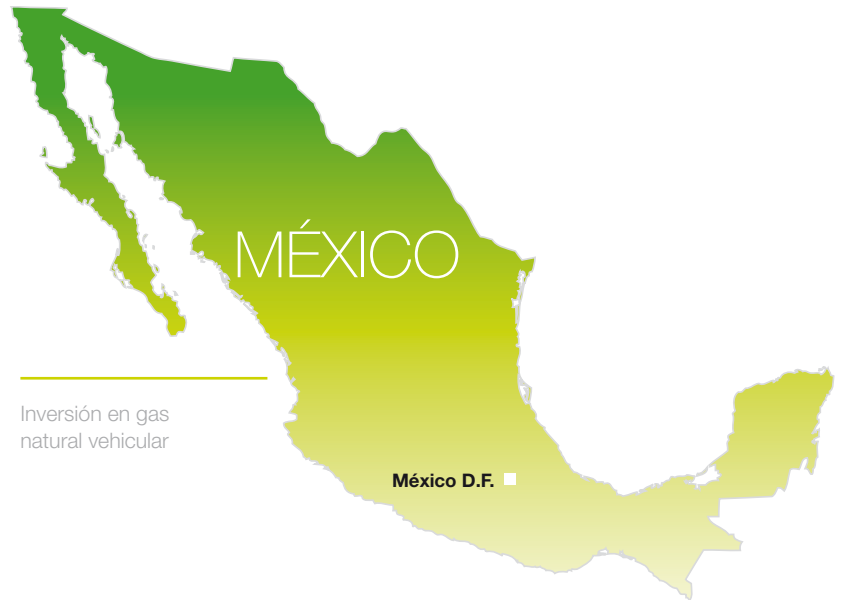 MÉXICO
Inversión en gas
natural vehicular
México D.F.